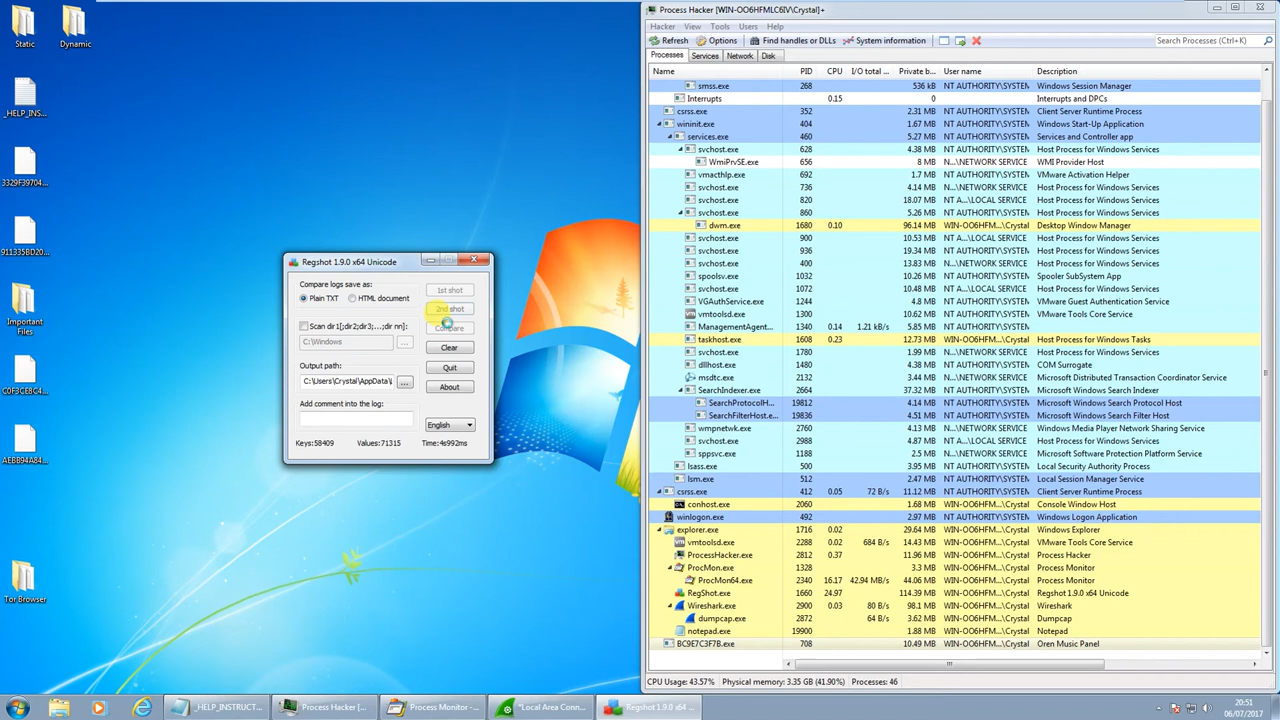 Static
Dynamic
_HELP_INS...
3329F39704...
911335BD20...
Important
Files
C0F3CB8C4...
AEBB94A84...
Tor Browser
Regshot 1.9.0 x64 Unicode
Compare logs save as:
Plain TXT
HTML document
1st shot
2nd shot
Compare
Scan dir1[;dir2;dir3;...;dir nn]:
C:\Windows
...
Clear
Output path:
Quit
C:\Users\Crystal\AppData\L
...
About
Add comment into the log:
English
Keys:58409 Values:71315 Time:4s992ms
Process Hacker [WIN-OO6HFMLC6IV\Crystal]+
Hacker View Tools Users Help
Refresh Options Find handles or DLLs System information Search Processes (Ctrl+K)
Processes Services Network Disk
Name PID CPU I/O total ... Private b... User name Description
smss.exe 268 536 kB NT AUTHORITY\SYSTEM Windows Session Manager
Interrupts 0.15 0 Interrupts and DPCs
csrss.exe 352 2.31 MB NT AUTHORITY\SYSTEM Client Server Runtime Process
wininit.exe 404 1.67 MB NT AUTHORITY\SYSTEM Windows Start-Up Application
services.exe 460 5.27 MB NT AUTHORITY\SYSTEM Services and Controller app
svchost.exe 628 4.38 MB NT AUTHORITY\SYSTEM Host Process for Windows Services
WmiPrvSE.exe 656 8 MB N...\NETWORK SERVICE WMI Provider Host
vmacthlp.exe 692 1.7 MB NT AUTHORITY\SYSTEM VMware Activation Helper
svchost.exe 736 4.14 MB N...\NETWORK SERVICE Host Process for Windows Services
svchost.exe 820 18.07 MB NT A...\LOCAL SERVICE Host Process for Windows Services
svchost.exe 860 5.26 MB NT AUTHORITY\SYSTEM Host Process for Windows Services
dwm.exe 1680 0.10 96.14 MB WIN-OO6HFM...\Crystal Desktop Window Manager
svchost.exe 900 10.53 MB NT A...\LOCAL SERVICE Host Process for Windows Services
svchost.exe 936 19.34 MB NT AUTHORITY\SYSTEM Host Process for Windows Services
svchost.exe 400 13.63 MB N...\NETWORK SERVICE Host Process for Windows Services
spoolsv.exe 1032 10.26 MB NT AUTHORITY\SYSTEM Spooler SubSystem App
svchost.exe 1072 10.48 MB NT A...\LOCAL SERVICE Host Process for Windows Services
VGAuthService.exe 1248 4.67 MB NT AUTHORITY\SYSTEM VMware Guest Authentication Service
vmtoolsd.exe 1312 7.98 MB NT AUTHORITY\SYSTEM VMware Tools Core Service
ManagementAgent... 1336 0.14 1.21 kB/s 4.53 MB NT AUTHORITY\SYSTEM
taskhost.exe 1608 0.23 12.73 MB WIN-OO6HFM...\Crystal Host Process for Windows Tasks
svchost.exe 1780 1.99 MB N...\NETWORK SERVICE Host Process for Windows Services
dllhost.exe 1480 4.35 MB NT AUTHORITY\SYSTEM COM Surrogate
msdtc.exe 1376 3.63 MB N...\NETWORK SERVICE Microsoft Distributed Transaction Coordinator Service
SearchIndexer.exe 2664 37.32 MB NT AUTHORITY\SYSTEM Microsoft Windows Search Indexer
SearchProtocolH... 19812 4.14 MB NT AUTHORITY\SYSTEM Microsoft Windows Search Protocol Host
SearchFilterHost.e... 19836 4.51 MB NT AUTHORITY\SYSTEM Microsoft Windows Search Filter Host
wmpnetwk.exe 2760 4.13 MB N...\NETWORK SERVICE Windows Media Player Network Sharing Service
svchost.exe 2988 9.77 MB NT A...\LOCAL SERVICE Host Process for Windows Services
sppsvc.exe 1188 2.5 MB N...\NETWORK SERVICE Microsoft Software Protection Platform Service
lsass.exe 500 3.95 MB NT AUTHORITY\SYSTEM Local Security Authority Process
lsm.exe 512 2.37 MB NT AUTHORITY\SYSTEM Local Session Manager Service
csrss.exe 412 0.05 72 B/s 11.12 MB NT AUTHORITY\SYSTEM Client Server Runtime Process
conhost.exe 2060 1.68 MB WIN-OO6HFM...\Crystal Console Window Host
winlogon.exe 492 2.97 MB NT AUTHORITY\SYSTEM Windows Logon Application
explorer.exe 1716 0.02 29.64 MB WIN-OO6HFM...\Crystal Windows Explorer
vmtoolsd.exe 2288 0.02 684 B/s 14.43 MB WIN-OO6HFM...\Crystal VMware Tools Core Service
ProcessHacker.exe 2812 0.37 11.96 MB WIN-OO6HFM...\Crystal Process Hacker
ProcMon.exe 1328 3.3 MB WIN-OO6HFM...\Crystal Process Monitor
ProcMon64.exe 2340 16.17 42.94 MB/s 44.06 MB WIN-OO6HFM...\Crystal Process Monitor
RegShot.exe 1660 24.97 114.39 MB WIN-OO6HFM...\Crystal Regshot 1.9.0 x64 Unicode
Wireshark.exe 2900 0.03 80 B/s 98.1 MB WIN-OO6HFM...\Crystal Wireshark
dumpcap.exe 2872 64 B/s 3.62 MB WIN-OO6HFM...\Crystal Dumpcap
notepad.exe 19900 1.88 MB WIN-OO6HFM...\Crystal Notepad
BC9E7C3F7B.exe 708 10.49 MB WIN-OO6HFM...\Crystal Oren Music Panel
CPU Usage: 43.57% Physical memory: 3.35 GB (41.90%) Processes: 46
_HELP_INSTRUCT... Process Hacker [... Process Monitor -... *Local Area Conn... Regshot 1.9.0 x64 ...
20:51
06/07/2017